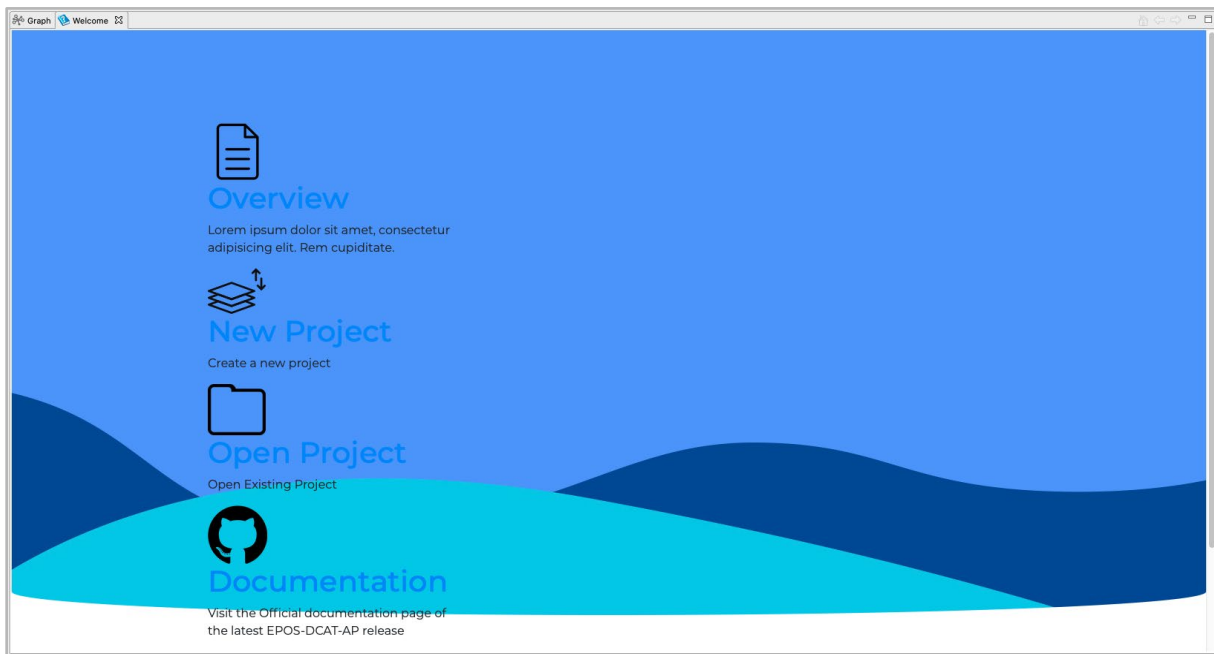 Graph Welcome
Overview
Lorem ipsum dolor sit amet, consectetur
adipisicing elit. Rem cupiditate.
New Project
Create a new project
Open Project
Open Existing Project
Documentation
Visit the Official documentation page of
the latest EPOS-DCAT-AP release